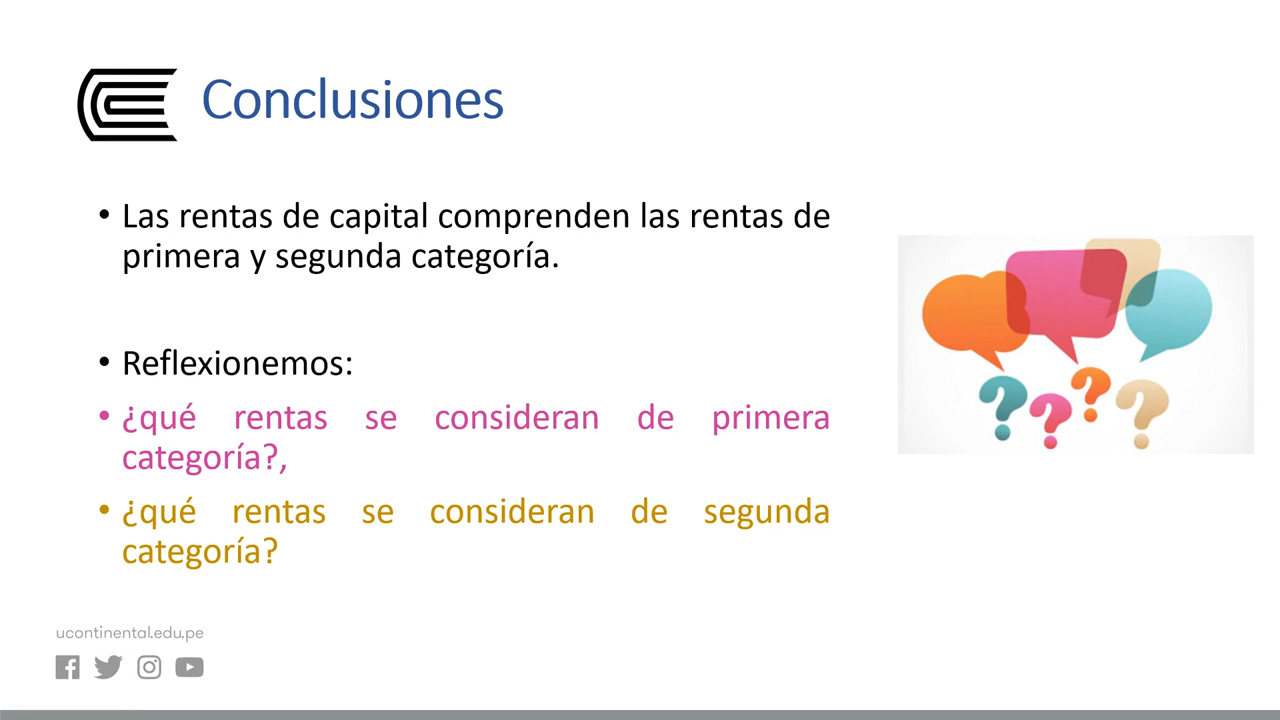 Conclusiones
• Las rentas de capital comprenden las rentas de
primera y segunda categoría.
• Reflexionemos:
• ¿qué rentas se consideran de primera
categoría?,
• ¿qué rentas se consideran de segunda
categoría?
? ? ? ?
ucontinental.edu.pe